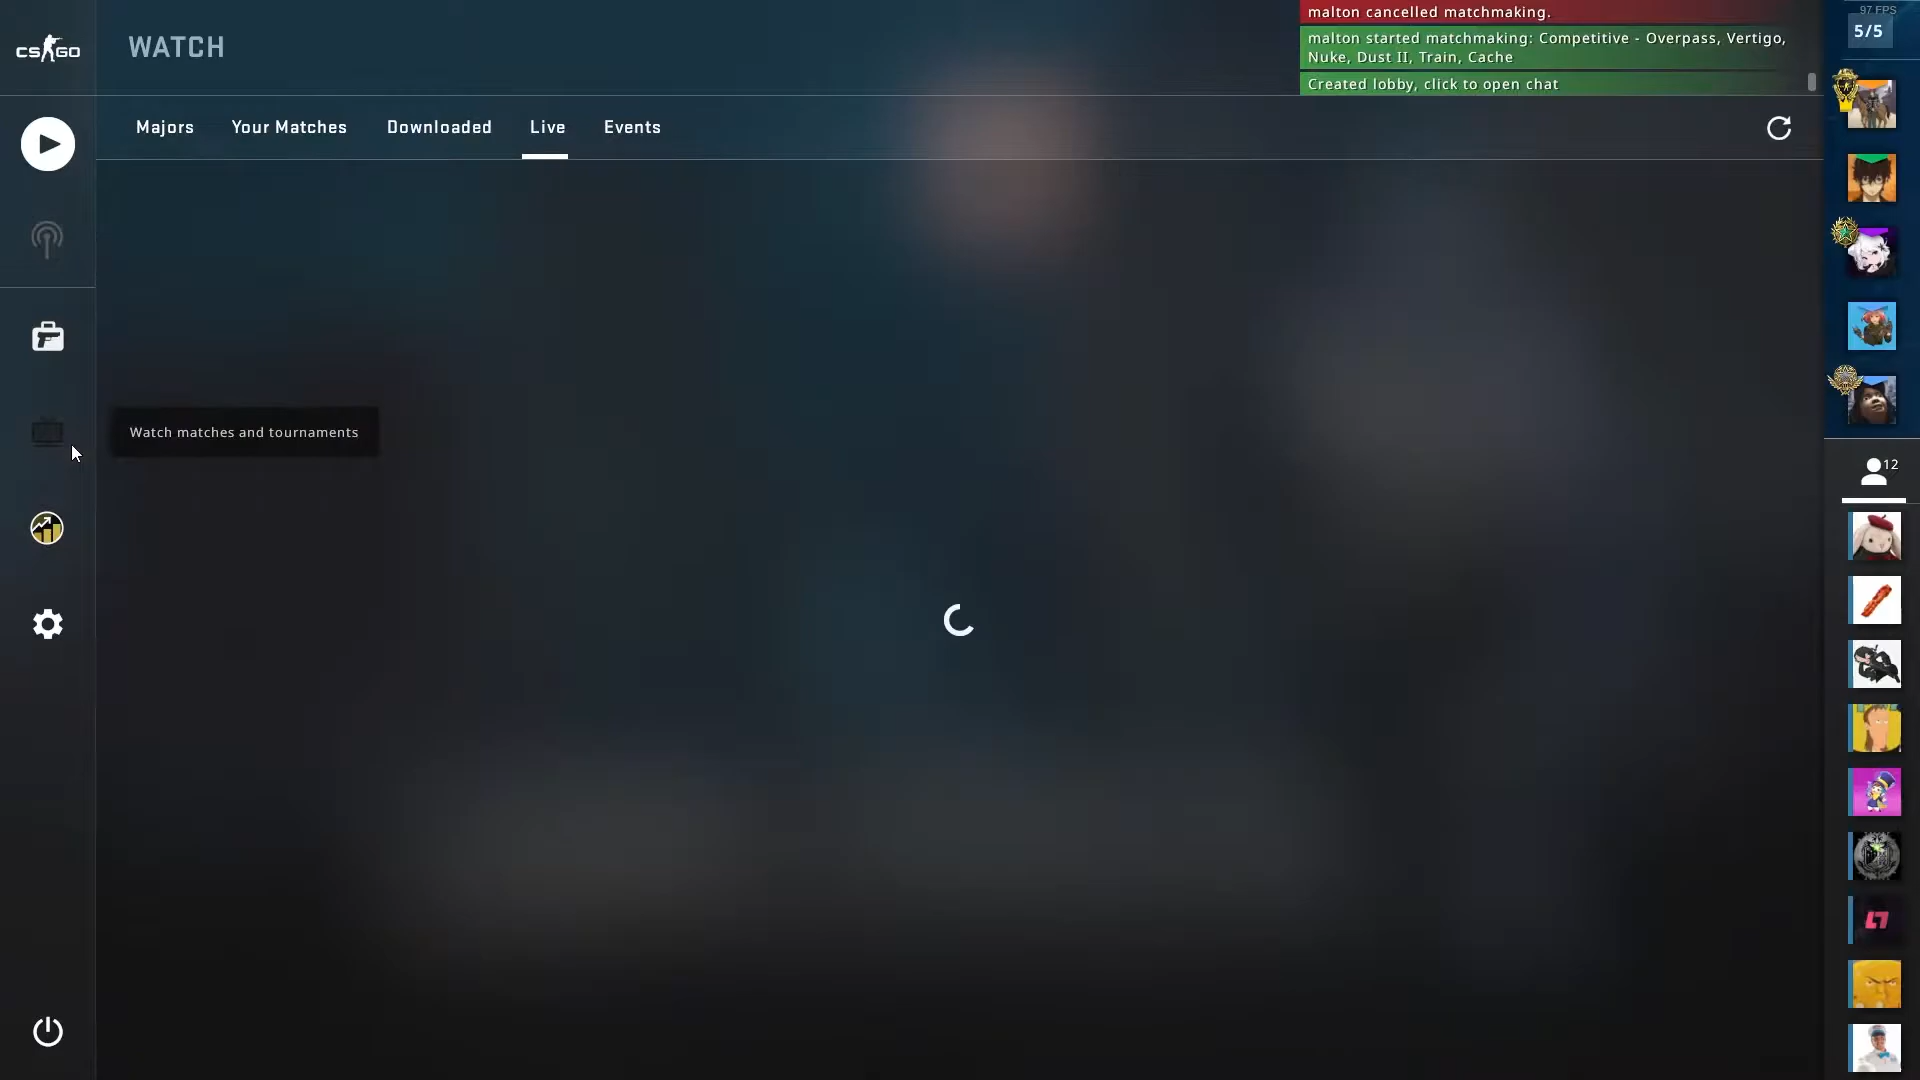 CS GO
WATCH
malton cancelled matchmaking.
malton started matchmaking: Competitive - Overpass, Vertigo,
Nuke, Dust II, Train, Cache
Created lobby, click to open chat
97 FPS
5/5
Majors
Your Matches
Downloaded
Live
Events
Watch matches and tournaments
12